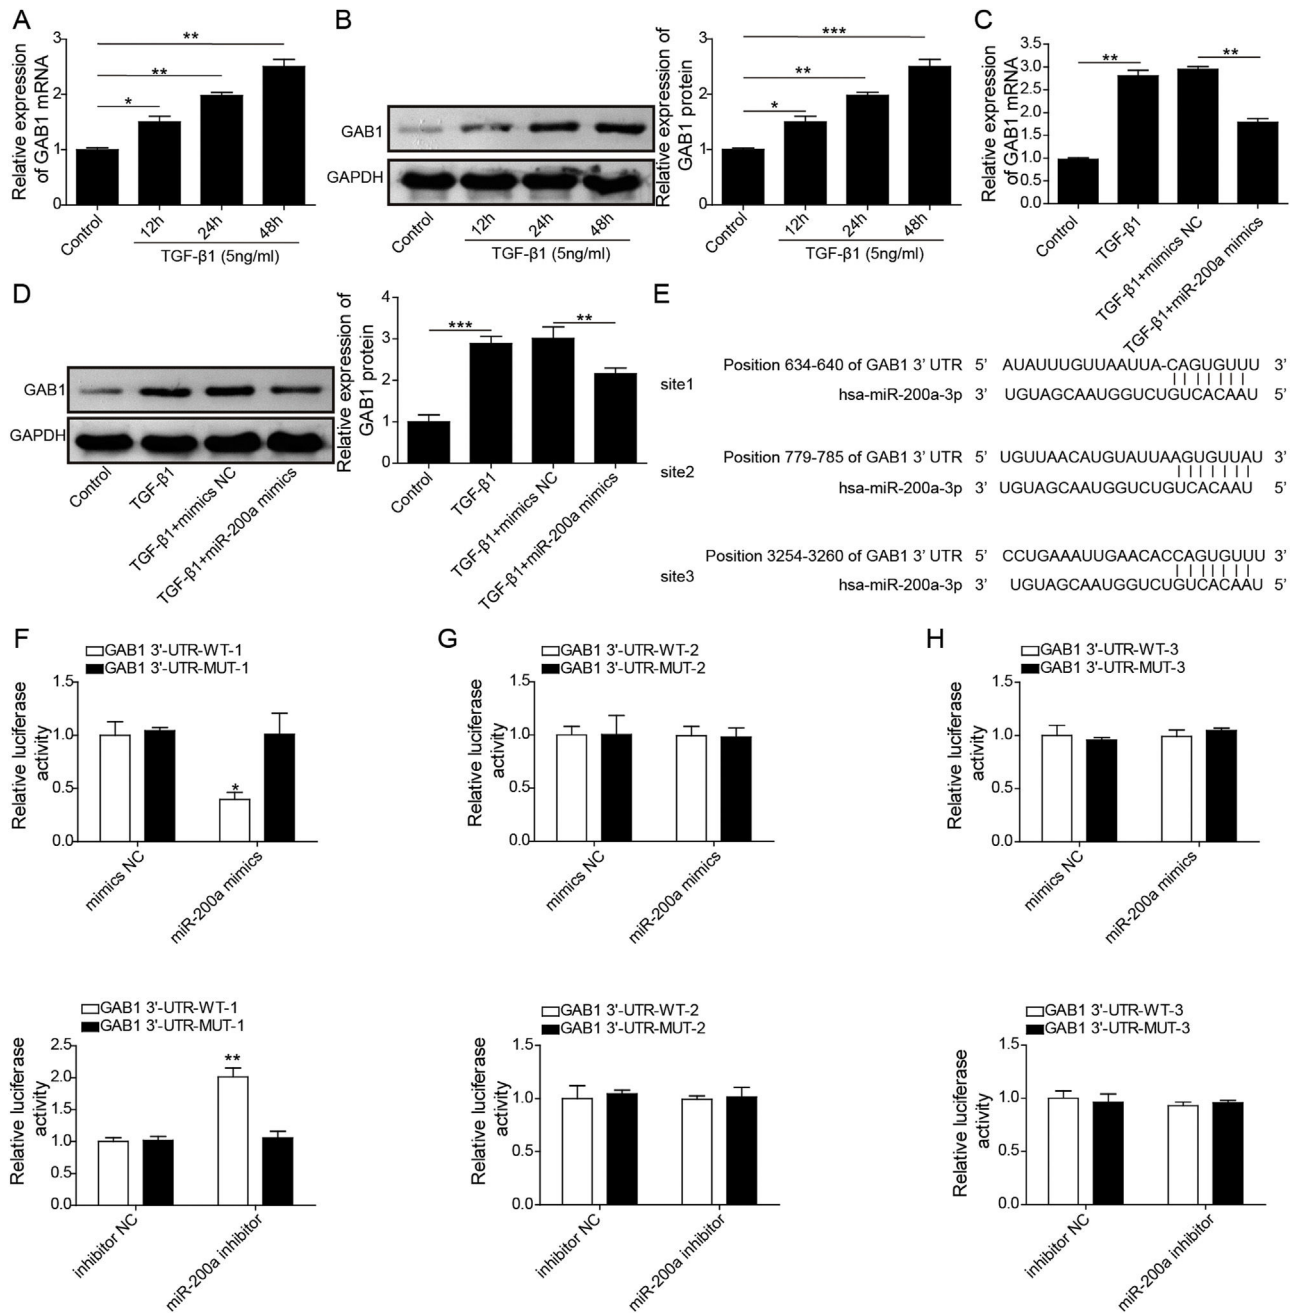 A
Relative expression
of GAB1 mRNA
3
2
1
0
**
**
*
Control
12h
24h
48h
TGF-β1 (5ng/ml)
B
GAB1
GAPDH
Control
12h
24h
48h
TGF-β1 (5ng/ml)
Relative expression of
GAB1 protein
3
2
1
0
***
**
*
Control
12h
24h
48h
TGF-β1 (5ng/ml)
C
Relative expression
of GAB1 mRNA
3.5
3.0
2.5
2.0
1.5
1.0
0.5
0.0
**
**
Control
TGF-β1
TGF-β1+mimics NC
TGF-β1+miR-200a mimics
D
GAB1
GAPDH
Control
TGF-β1
TGF-β1+mimics NC
TGF-β1+miR-200a mimics
Relative expression of
GAB1 protein
4
3
2
1
0
***
**
Control
TGF-β1
TGF-β1+mimics NC
TGF-β1+miR-200a mimics
E
site1
Position 634-640 of GAB1 3' UTR 5' AUAUUUGUUAAUUA-CAGUGUUU 3'
hsa-miR-200a-3p 3' UGUAGCAAUGGUCUGUCACAAU 5'
site2
Position 779-785 of GAB1 3' UTR 5' UGUUAACAUGUAUUAAGUGUUAU 3'
hsa-miR-200a-3p 3' UGUAGCAAUGGUCUGUCACAAU 5'
site3
Position 3254-3260 of GAB1 3' UTR 5' CCUGAAAUUGAACACCAGUGUUU 3'
hsa-miR-200a-3p 3' UGUAGCAAUGGUCUGUCACAAU 5'
F
GAB1 3'-UTR-WT-1
GAB1 3'-UTR-MUT-1
Relative luciferase
activity
1.5
1.0
0.5
0.0
*
mimics NC
miR-200a mimics
GAB1 3'-UTR-WT-1
GAB1 3'-UTR-MUT-1
Relative luciferase
activity
2.5
2.0
1.5
1.0
0.5
0.0
**
inhibitor NC
miR-200a inhibitor
G
GAB1 3'-UTR-WT-2
GAB1 3'-UTR-MUT-2
Relative luciferase
activity
1.5
1.0
0.5
0.0
mimics NC
miR-200a mimics
GAB1 3'-UTR-WT-2
GAB1 3'-UTR-MUT-2
Relative luciferase
activity
1.5
1.0
0.5
0.0
inhibitor NC
miR-200a inhibitor
H
GAB1 3'-UTR-WT-3
GAB1 3'-UTR-MUT-3
Relative luciferase
activity
1.5
1.0
0.5
0.0
mimics NC
miR-200a mimics
GAB1 3'-UTR-WT-3
GAB1 3'-UTR-MUT-3
Relative luciferase
activity
1.5
1.0
0.5
0.0
inhibitor NC
miR-200a inhibitor